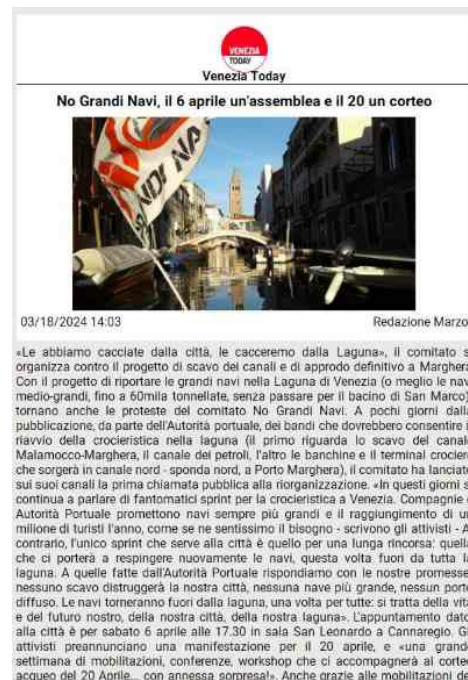 VENEZIA
TODAY
Venezia Today
No Grandi Navi, il 6 aprile un'assemblea e il 20 un corteo
NDI NA
03/18/2024 14:03
Redazione Marzo
«Le abbiamo cacciate dalla città, le cacceremo dalla Laguna», il comitato s
organizza contro il progetto di scavo dei canali e di approdo definitivo a Marghera
Con il progetto di riportare le grandi navi nella Laguna di Venezia (o meglio le nav
medio-grandi, fino a 60mila tonnellate, senza passare per il bacino di San Marco)
tornano anche le proteste del comitato No Grandi Navi. A pochi giorni dalla
pubblicazione, da parte dell'Autorità portuale, dei bandi che dovrebbero consentire i
riavvio della crocieristica nella laguna (il primo riguarda lo scavo del canale
Malamocco-Marghera, il canale dei petroli, l'altro le banchine e il terminal crociere
che sorgerà in canale nord - sponda nord, a Porto Marghera), il comitato ha lanciato
sui suoi canali la prima chiamata pubblica alla riorganizzazione. «In questi giorni s
continua a parlare di fantomatici sprint per la crocieristica a Venezia. Compagnie e
Autorità Portuale promettono navi sempre più grandi e il raggiungimento di un
milione di turisti l'anno, come se ne sentissimo il bisogno - scrivono gli attivisti - A
contrario, l'unico sprint che serve alla città è quello per una lunga rincorsa: quella
che ci porterà a respingere nuovamente le navi, questa volta fuori da tutta la
laguna. A quelle fatte dall'Autorità Portuale rispondiamo con le nostre promesse:
nessuno scavo distruggerà la nostra città, nessuna nave più grande, nessun porto
diffuso. Le navi torneranno fuori dalla laguna, una volta per tutte: si tratta della vita
e del futuro nostro, della nostra città, della nostra laguna». L'appuntamento dato
alla città è per sabato 6 aprile alle 17.30 in sala San Leonardo a Cannaregio. Gl
attivisti preannunciano una manifestazione per il 20 aprile, e «una grande
settimana di mobilitazioni, conferenze, workshop che ci accompagnerà al corteo
acqueo del 20 Aprile... con annessa sorpresa!». Anche grazie alle mobilitazioni de